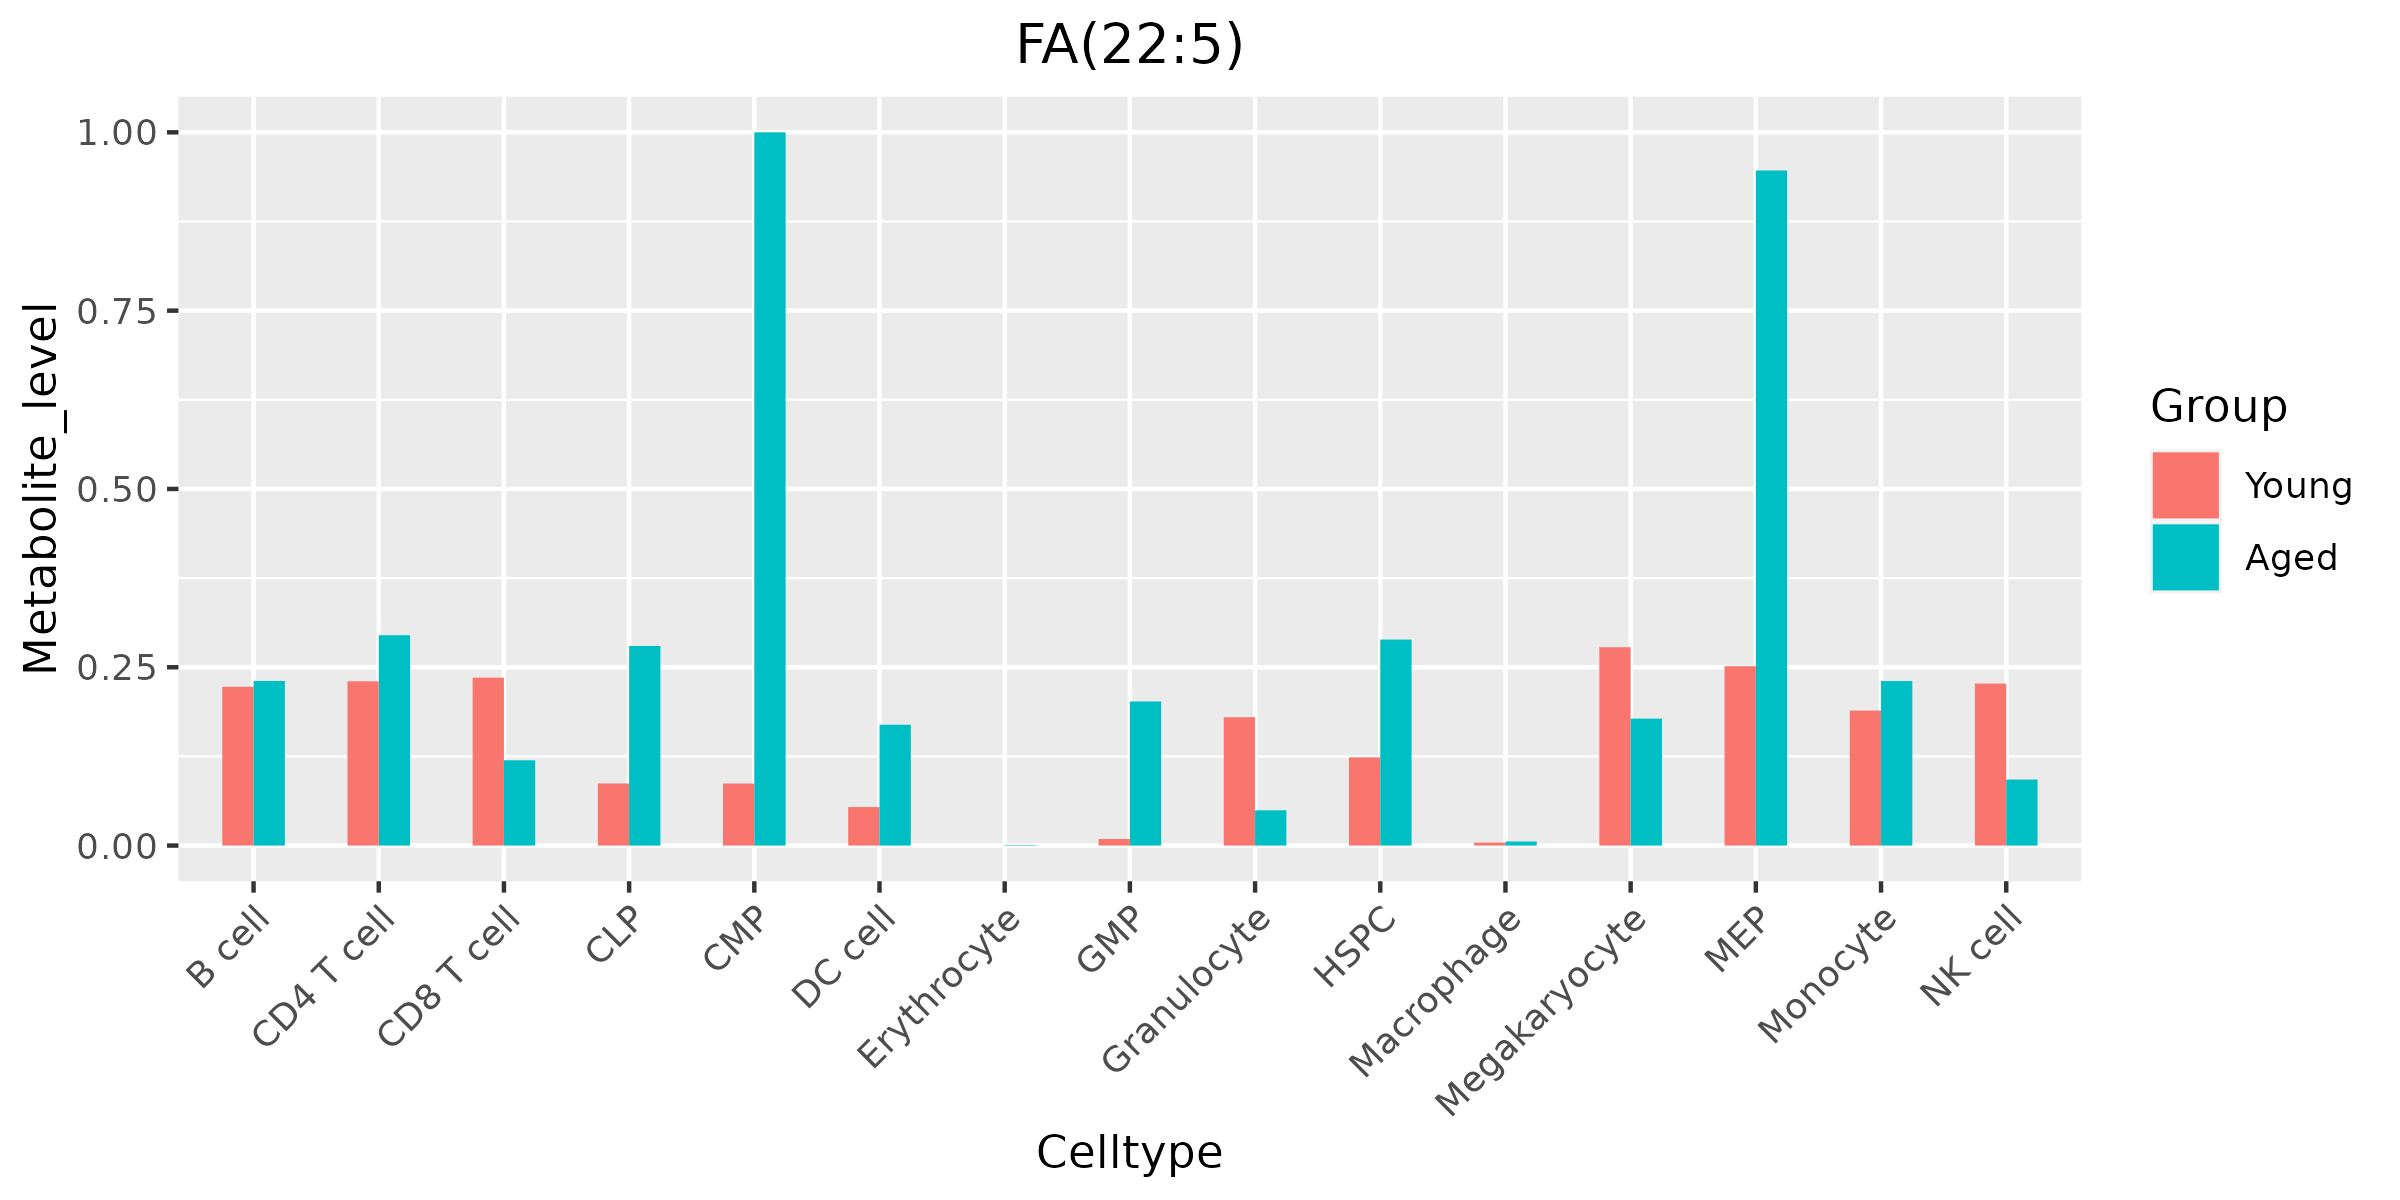 FA(22:5)
Metabolite_level
1.00
0.75
0.50
0.25
0.00
B cell
CD4 T cell
CD8 T cell
CLP
CMP
DC cell
Erythrocyte
GMP
Granulocyte
HSPC
Macrophage
Megakaryocyte
MEP
Monocyte
NK cell
Celltype
Group
Young
Aged